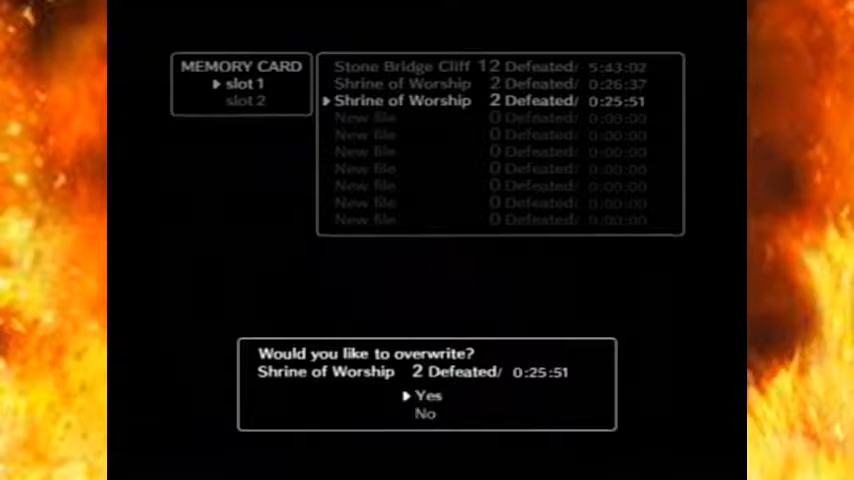 MEMORY CARD
slot 1
slot 2
Stone Bridge Cliff 12 Defeated/ 5:43:02
Shrine of Worship 2 Defeated/ 0:26:37
Shrine of Worship 2 Defeated/ 0:25:51
New file 0 Defeated/ 0:00:00
New file 0 Defeated/ 0:00:00
New file 0 Defeated/ 0:00:00
New file 0 Defeated/ 0:00:00
New file 0 Defeated/ 0:00:00
New file 0 Defeated/ 0:00:00
New file 0 Defeated/ 0:00:00
Would you like to overwrite?
Shrine of Worship 2 Defeated/ 0:25:51
Yes
No